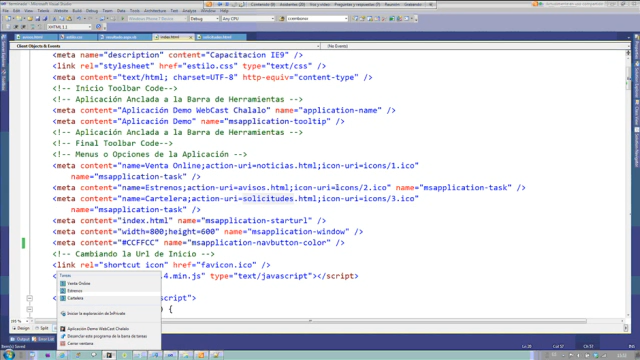 Client Objects & Events
(No Events)
<meta name="description" content="Capacitacion IE9" />
<link rel="stylesheet" href="estilo.css" type="text/css" />
<meta content="text/html; charset=UTF-8" http-equiv="content-type" />
<!-- Inicio Toolbar Code-->
<!-- Aplicación Anclada a la Barra de Herramientas -->
<meta content="Aplicación Demo WebCast Chalalo" name="application-name" />
<meta content="Aplicación Demo" name="msapplication-tooltip" />
<!-- Aplicación Anclada a la Barra de Herramientas -->
<!-- Final Toolbar Code-->
<!-- Menus o Opciones de la Aplicación -->
<meta content="name=Venta Online;action-uri=noticias.html;icon-uri=icons/1.ico"
name="msapplication-task" />
<meta content="name=Estrenos;action-uri=avisos.html;icon-uri=icons/2.ico" name="msapplication-task" />
<meta content="name=Cartelera;action-uri=solicitudes.html;icon-uri=icons/3.ico"
name="msapplication-task" />
<meta content="index.html" name="msapplication-starturl" />
<meta content="width=800;height=600" name="msapplication-window" />
<meta content="#CCFFCC" name="msapplication-navbutton-color" />
<!-- Cambiando la Url de Inicio -->
<link rel="shortcut icon" href="favicon.ico" />
.4.min.js" type="text/javascript"></script>
Tareas
Venta Online
Estrenos
Cartelera
script">
Iniciar la exploración de InPrivate
) {
Aplicación Demo WebCast Chalalo
Desanclar este programa de la barra de tareas
Cerrar ventana
Design
Split